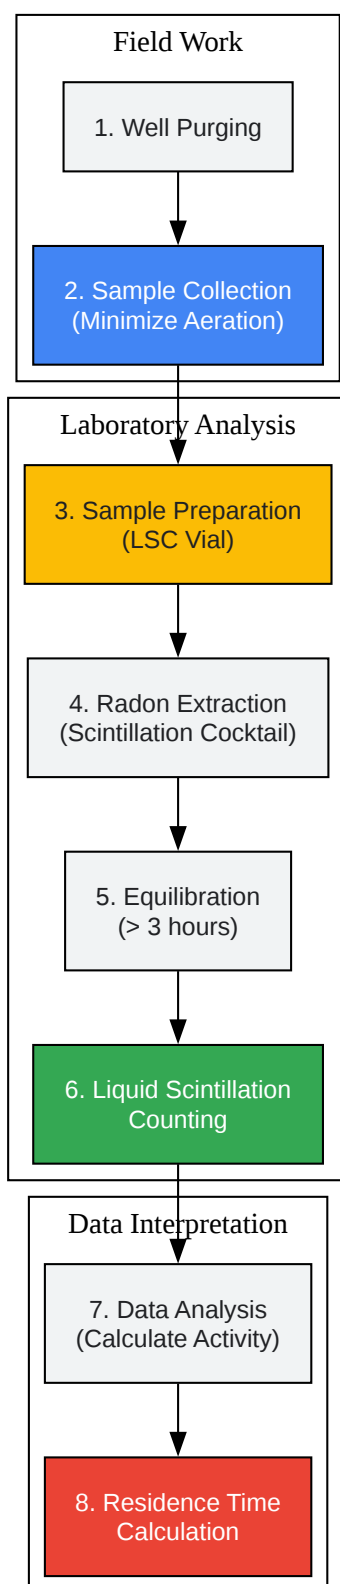 Field Work
1. Well Purging
2. Sample Collection
(Minimize Aeration)
Laboratory Analysis
3. Sample Preparation
(LSC Vial)
4. Radon Extraction
(Scintillation Cocktail)
5. Equilibration
(> 3 hours)
6. Liquid Scintillation
Counting
Data Interpretation
7. Data Analysis
(Calculate Activity)
8. Residence Time
Calculation